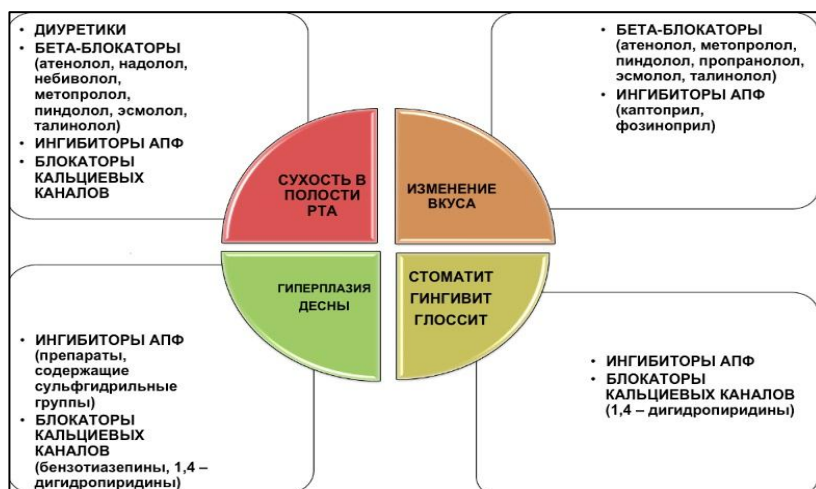 • ДИУРЕТИКИ
• БЕТА-БЛОКАТОРЫ
(атенолол, надолол,
небиволол,
метопролол,
пиндолол, эсмолол,
талинолол)
• ИНГИБИТОРЫ АПФ
• БЛОКАТОРЫ
КАЛЬЦИЕВЫХ
КАНАЛОВ
• БЕТА-БЛОКАТОРЫ
(атенолол, метопролол,
пиндолол, пропранолол,
эсмолол, талинолол)
• ИНГИБИТОРЫ АПФ
(каптоприл,
фозиноприл)
СУХОСТЬ В
ПОЛОСТИ
РТА
ИЗМЕНЕНИЕ
ВКУСА
ГИПЕРПЛАЗИЯ
ДЕСНЫ
СТОМАТИТ
ГИНГИВИТ
ГЛОССИТ
• ИНГИБИТОРЫ АПФ
(препараты,
содержащие
сульфгидрильные
группы)
• БЛОКАТОРЫ
КАЛЬЦИЕВЫХ
КАНАЛОВ
(бензотиазепины, 1,4 –
дигидропиридины)
• ИНГИБИТОРЫ АПФ
• БЛОКАТОРЫ
КАЛЬЦИЕВЫХ КАНАЛОВ
(1,4 – дигидропиридины)